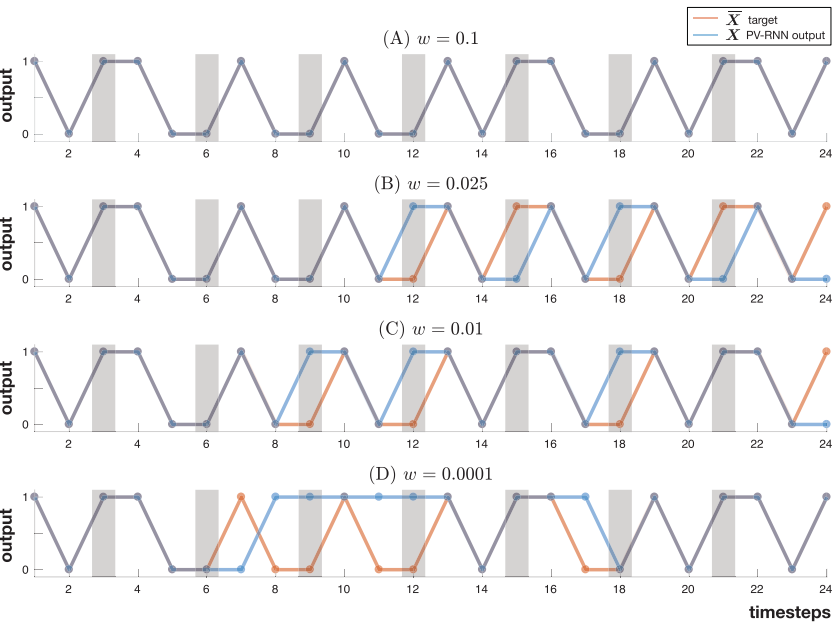 X̅ target
X PV-RNN output
(A) w = 0.1
output
1
0
2 4 6 8 10 12 14 16 18 20 22 24
(B) w = 0.025
output
1
0
2 4 6 8 10 12 14 16 18 20 22 24
(C) w = 0.01
output
1
0
2 4 6 8 10 12 14 16 18 20 22 24
(D) w = 0.0001
output
1
0
2 4 6 8 10 12 14 16 18 20 22 24
timesteps